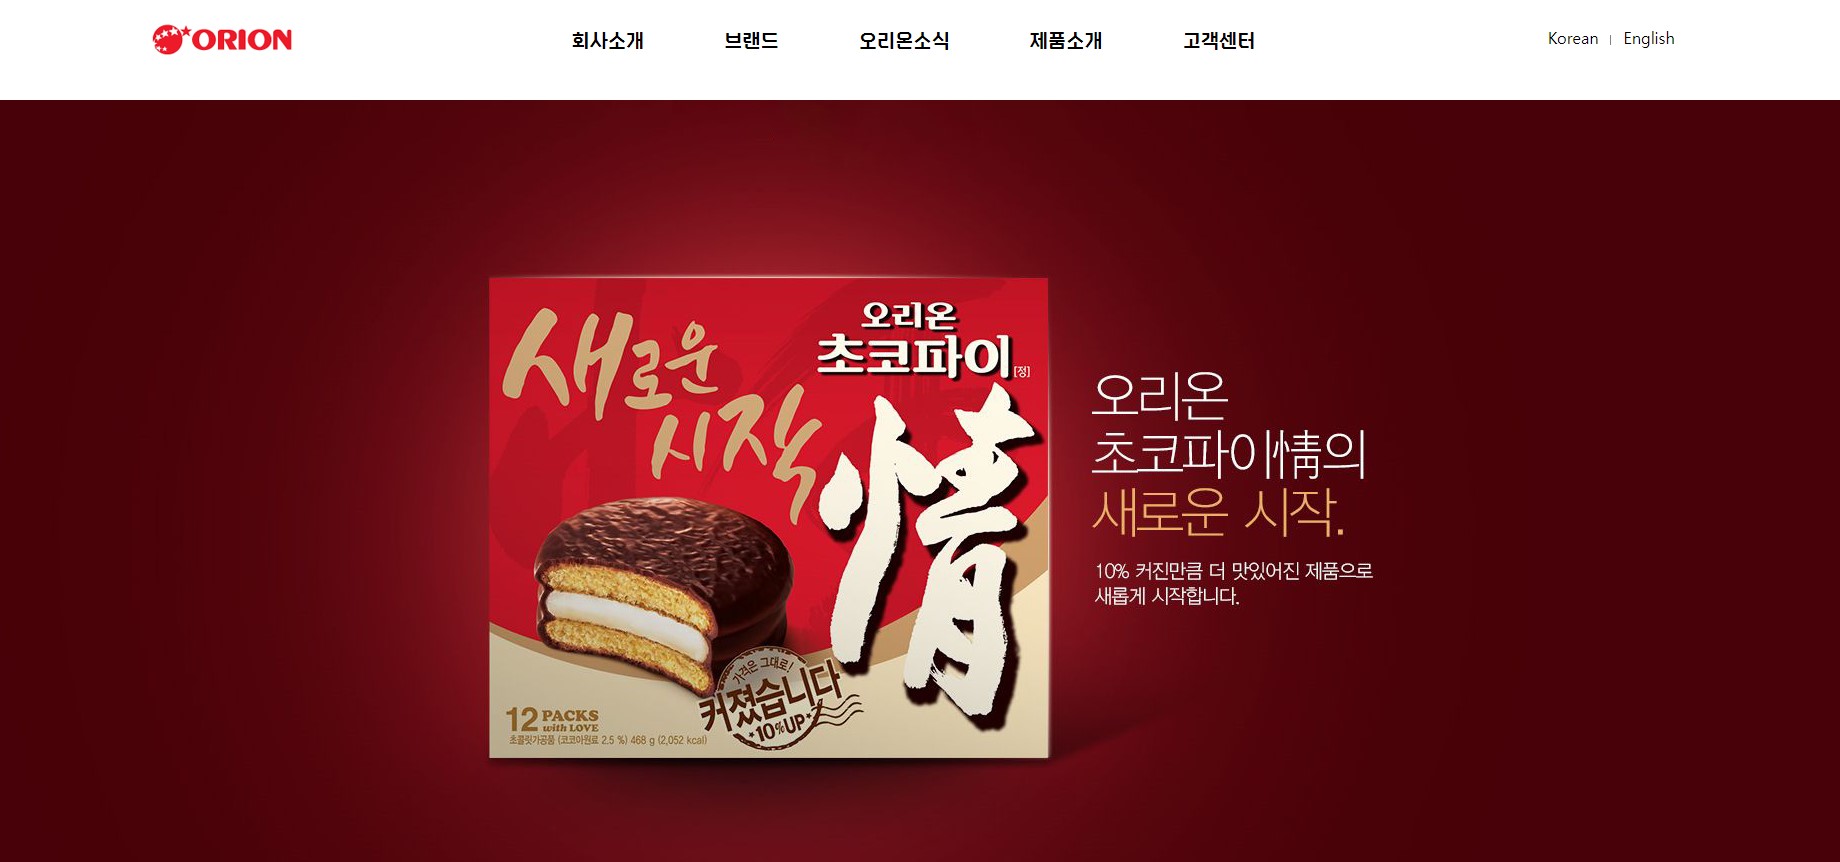 ORION
회사소개
브랜드
오리온소식
제품소개
고객센터
Korean | English
새로운
시작
오리온
초코파이[정]
情
가격은 그대로!
커졌습니다
10%UP
12 PACKS
with LOVE
초콜릿가공품 (코코아원료 2.5 %) 468 g (2,052 kcal)
오리온
초코파이情의
새로운 시작.
10% 커진만큼 더 맛있어진 제품으로
새롭게 시작합니다.